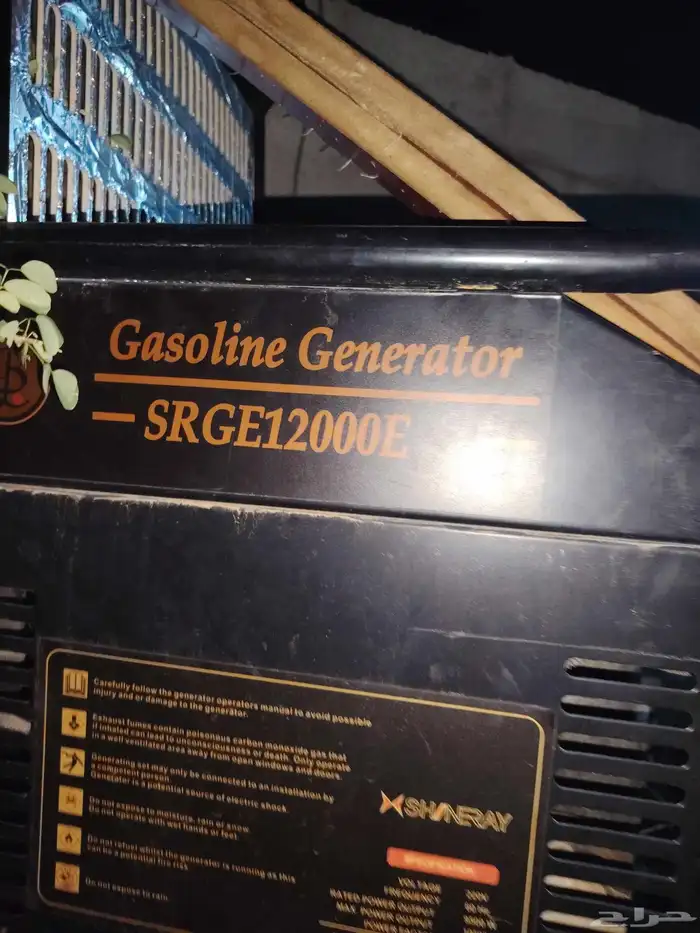 Gasoline Generator
SRGE12000E
Carefully follow the generator operators manual to avoid possible
injury and or damage to the generator.
Exhaust fumes contain poisonous carbon monoxide gas that
if inhaled can lead to unconsciousness or death. Only operate
in a well ventilated area away from open windows and doors.
Generating set may only be connected to an installation by
a competent person.
Generator is a potential source of electric shock.
Do not expose to moisture, rain or snow.
Do not operate with wet hands or feet.
Do not refuel whilst the generator is running as this
can be a potential fire risk.
Do not expose to rain.
SHINERAY
SPECIFICATION
VOLTAGE
FREQUENCY
RATED POWER OUTPUT
MAX. POWER OUTPUT
POWER
حراج